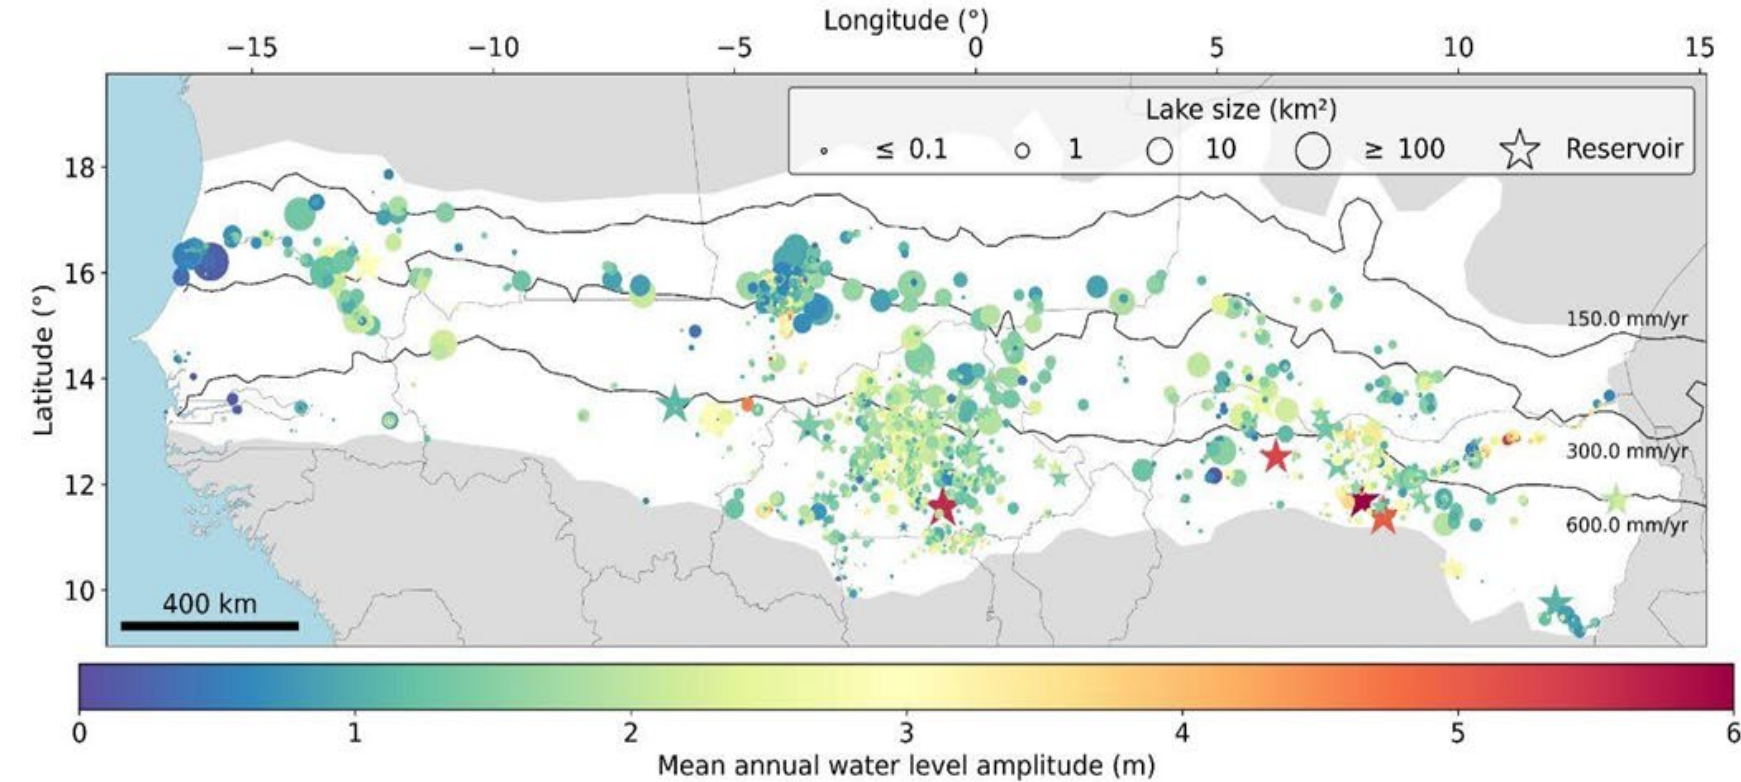 Longitude (°)
−15 −10 −5 0 5 10 15
Lake size (km²)
≤ 0.1 1 10 ≥ 100 Reservoir
18
16
14
12
10
Latitude (°)
150.0 mm/yr
300.0 mm/yr
600.0 mm/yr
400 km
0 1 2 3 4 5 6
Mean annual water level amplitude (m)